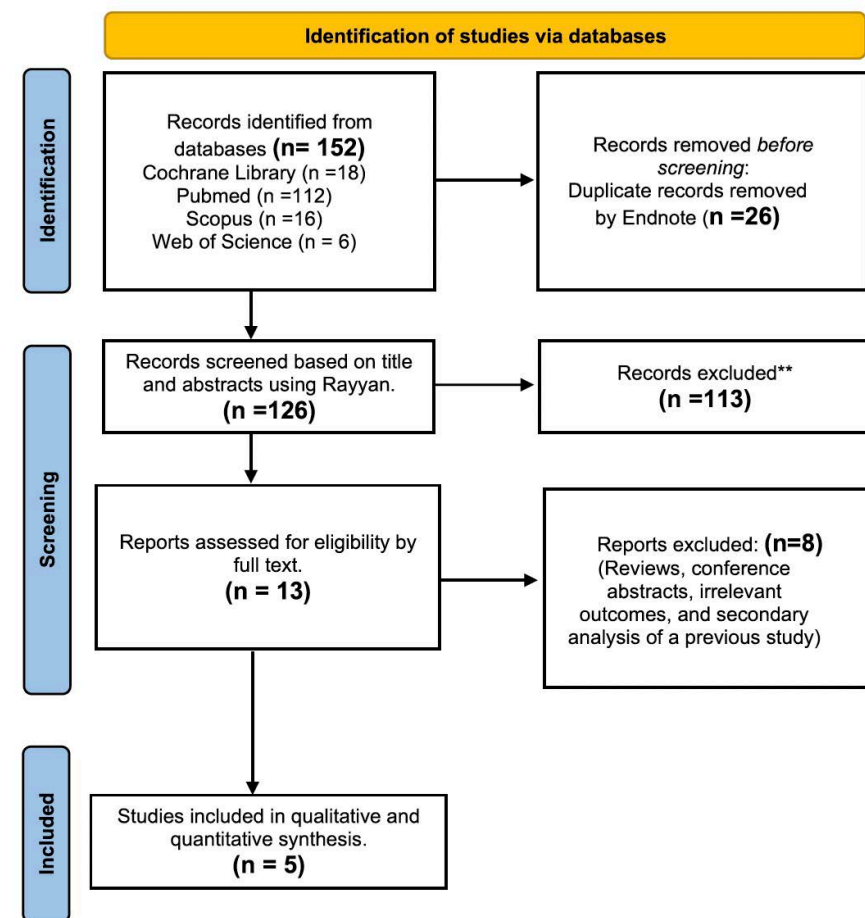 Identification of studies via databases
Identification
Records identified from
databases (n= 152)
Cochrane Library (n =18)
Pubmed (n =112)
Scopus (n =16)
Web of Science (n = 6)
Records removed before
screening:
Duplicate records removed
by Endnote (n =26)
Screening
Records screened based on title
and abstracts using Rayyan.
(n =126)
Records excluded**
(n =113)
Reports assessed for eligibility by
full text.
(n = 13)
Reports excluded: (n=8)
(Reviews, conference
abstracts, irrelevant
outcomes, and secondary
analysis of a previous study)
Included
Studies included in qualitative and
quantitative synthesis.
(n = 5)